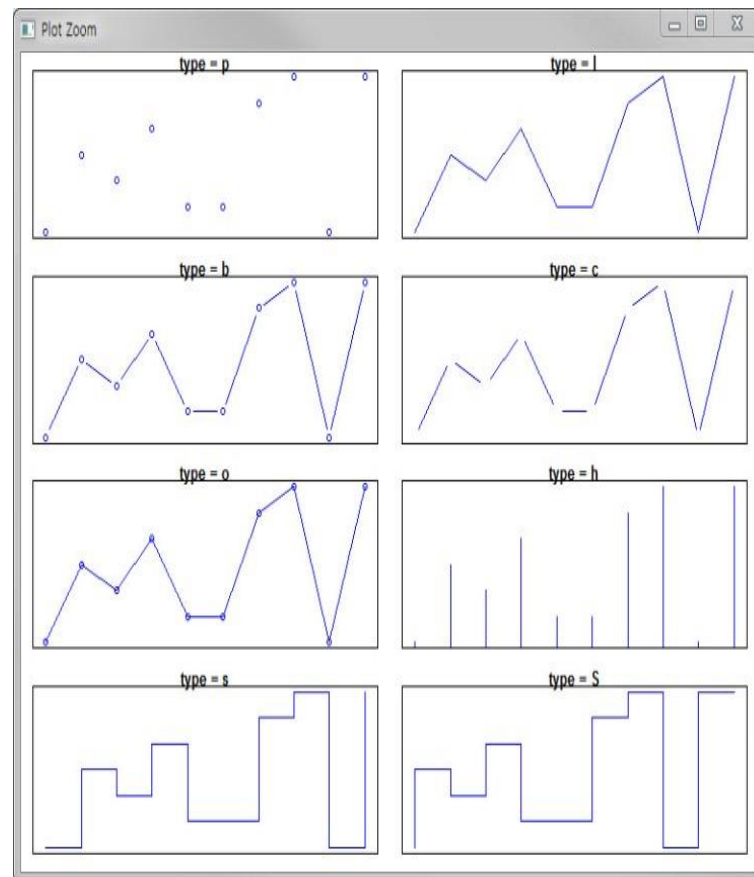 Plot Zoom
type = p
type = l
type = b
type = c
type = o
type = h
type = s
type = S